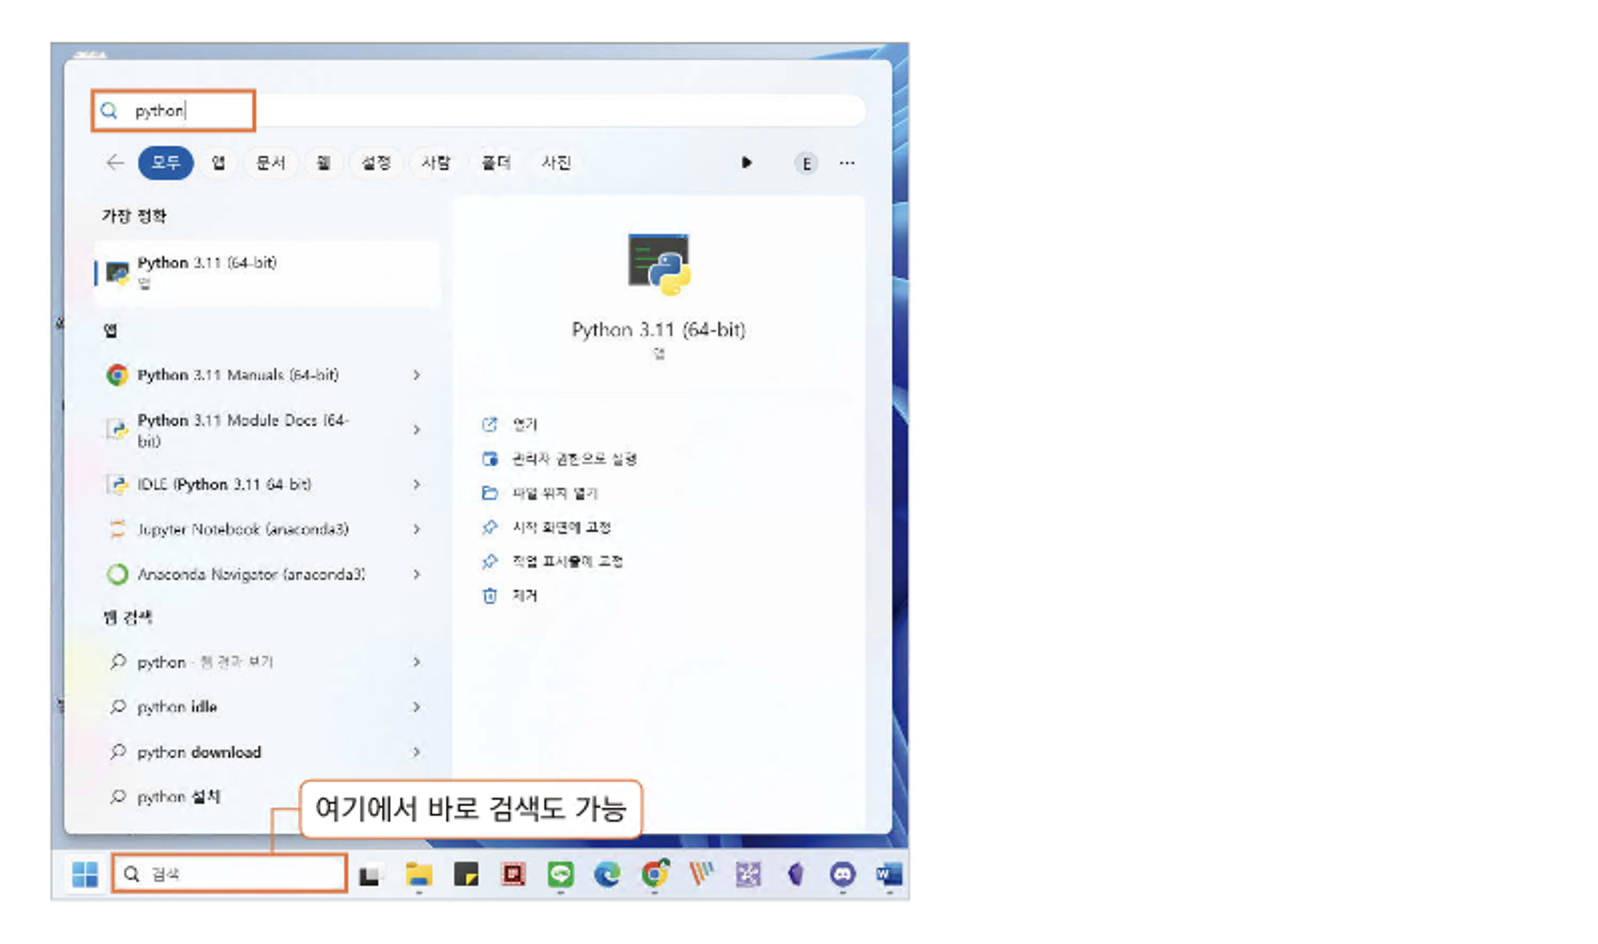 python
모두 앱 문서 웹 설정 사람 폴더 사진 E ...
가장 정확
Python 3.11 (64-bit)
앱
앱
Python 3.11 Manuals (64-bit)
Python 3.11 Module Docs (64-
bit)
IDLE (Python 3.11 64-bit)
Jupyter Notebook (anaconda3)
Anaconda Navigator (anaconda3)
웹 검색
python - 웹 결과 보기
python idle
python download
python 설치
Python 3.11 (64-bit)
앱
열기
관리자 권한으로 실행
파일 위치 열기
시작 화면에 고정
작업 표시줄에 고정
제거
여기에서 바로 검색도 가능
검색